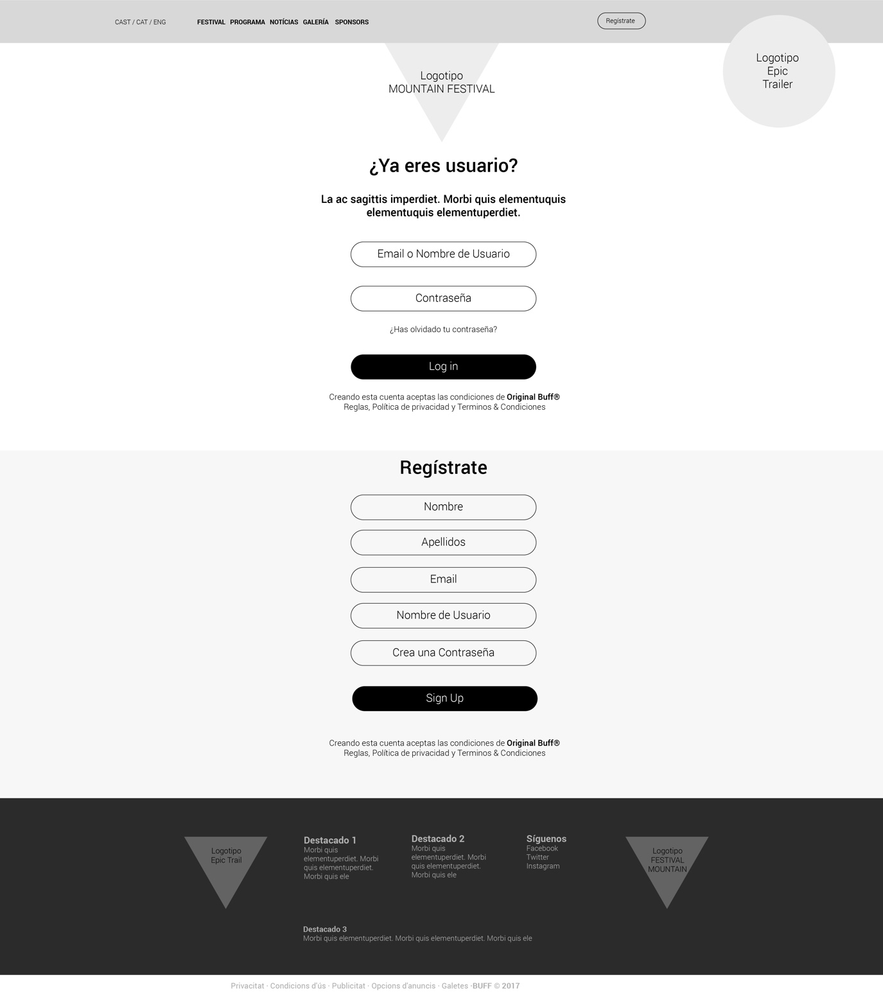 CAST / CAT / ENG
FESTIVAL PROGRAMA NOTÍCIAS GALERÍA SPONSORS
Regístrate
Logotipo
Epic
Trailer
Logotipo
MOUNTAIN FESTIVAL
¿Ya eres usuario?
La ac sagittis imperdiet. Morbi quis elementuquis
elementuquis elementuperdiet.
Email o Nombre de Usuario
Contraseña
¿Has olvidado tu contraseña?
Log in
Creando esta cuenta aceptas las condiciones de Original Buff®
Reglas, Política de privacidad y Terminos & Condiciones
Regístrate
Nombre
Apellidos
Email
Nombre de Usuario
Crea una Contraseña
Sign Up
Creando esta cuenta aceptas las condiciones de Original Buff®
Reglas, Política de privacidad y Terminos & Condiciones
Logotipo
Epic Trail
Destacado 1
Morbi quis
elementuperdiet. Morbi
quis elementuperdiet.
Morbi quis ele
Destacado 2
Morbi quis
elementuperdiet. Morbi
quis elementuperdiet.
Morbi quis ele
Síguenos
Facebook
Twitter
Instagram
Logotipo
FESTIVAL
MOUNTAIN
Destacado 3
Morbi quis elementuperdiet. Morbi quis elementuperdiet. Morbi quis ele
Privacitat · Condicions d'ús · Publicitat · Opcions d'anuncis · Galetes ·BUFF © 2017